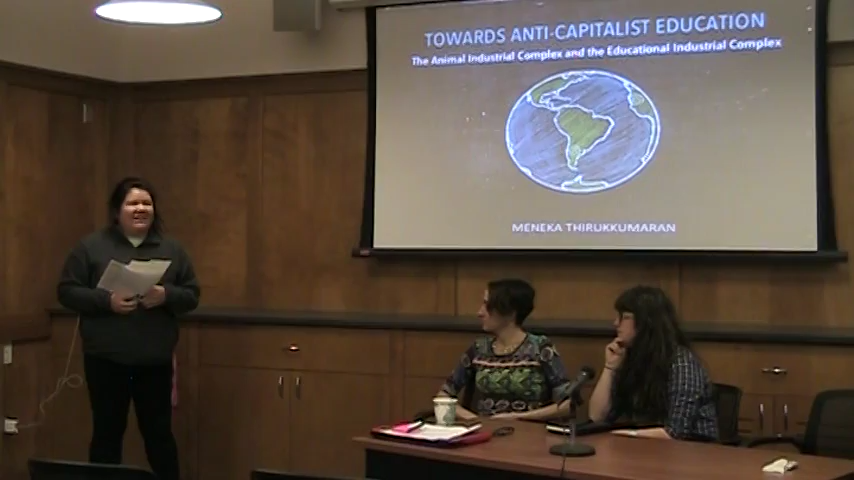 TOWARDS ANTI-CAPITALIST EDUCATION
The Animal Industrial Complex and the Educational Industrial Complex
MENEKA THIRUKKUMARAN